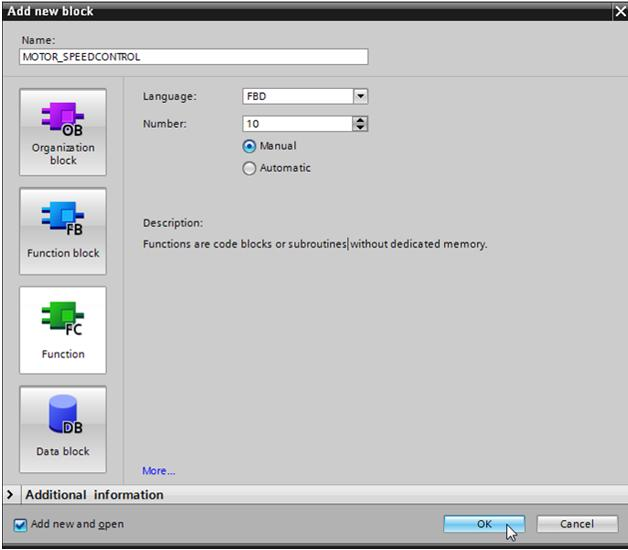 Add new block
Name:
MOTOR_SPEEDCONTROL
OB
Organization
block
FB
Function block
FC
Function
DB
Data block
Language:
FBD
Number:
10
Manual
Automatic
Description:
Functions are code blocks or subroutines without dedicated memory.
More...
Additional information
Add new and open
OK
Cancel